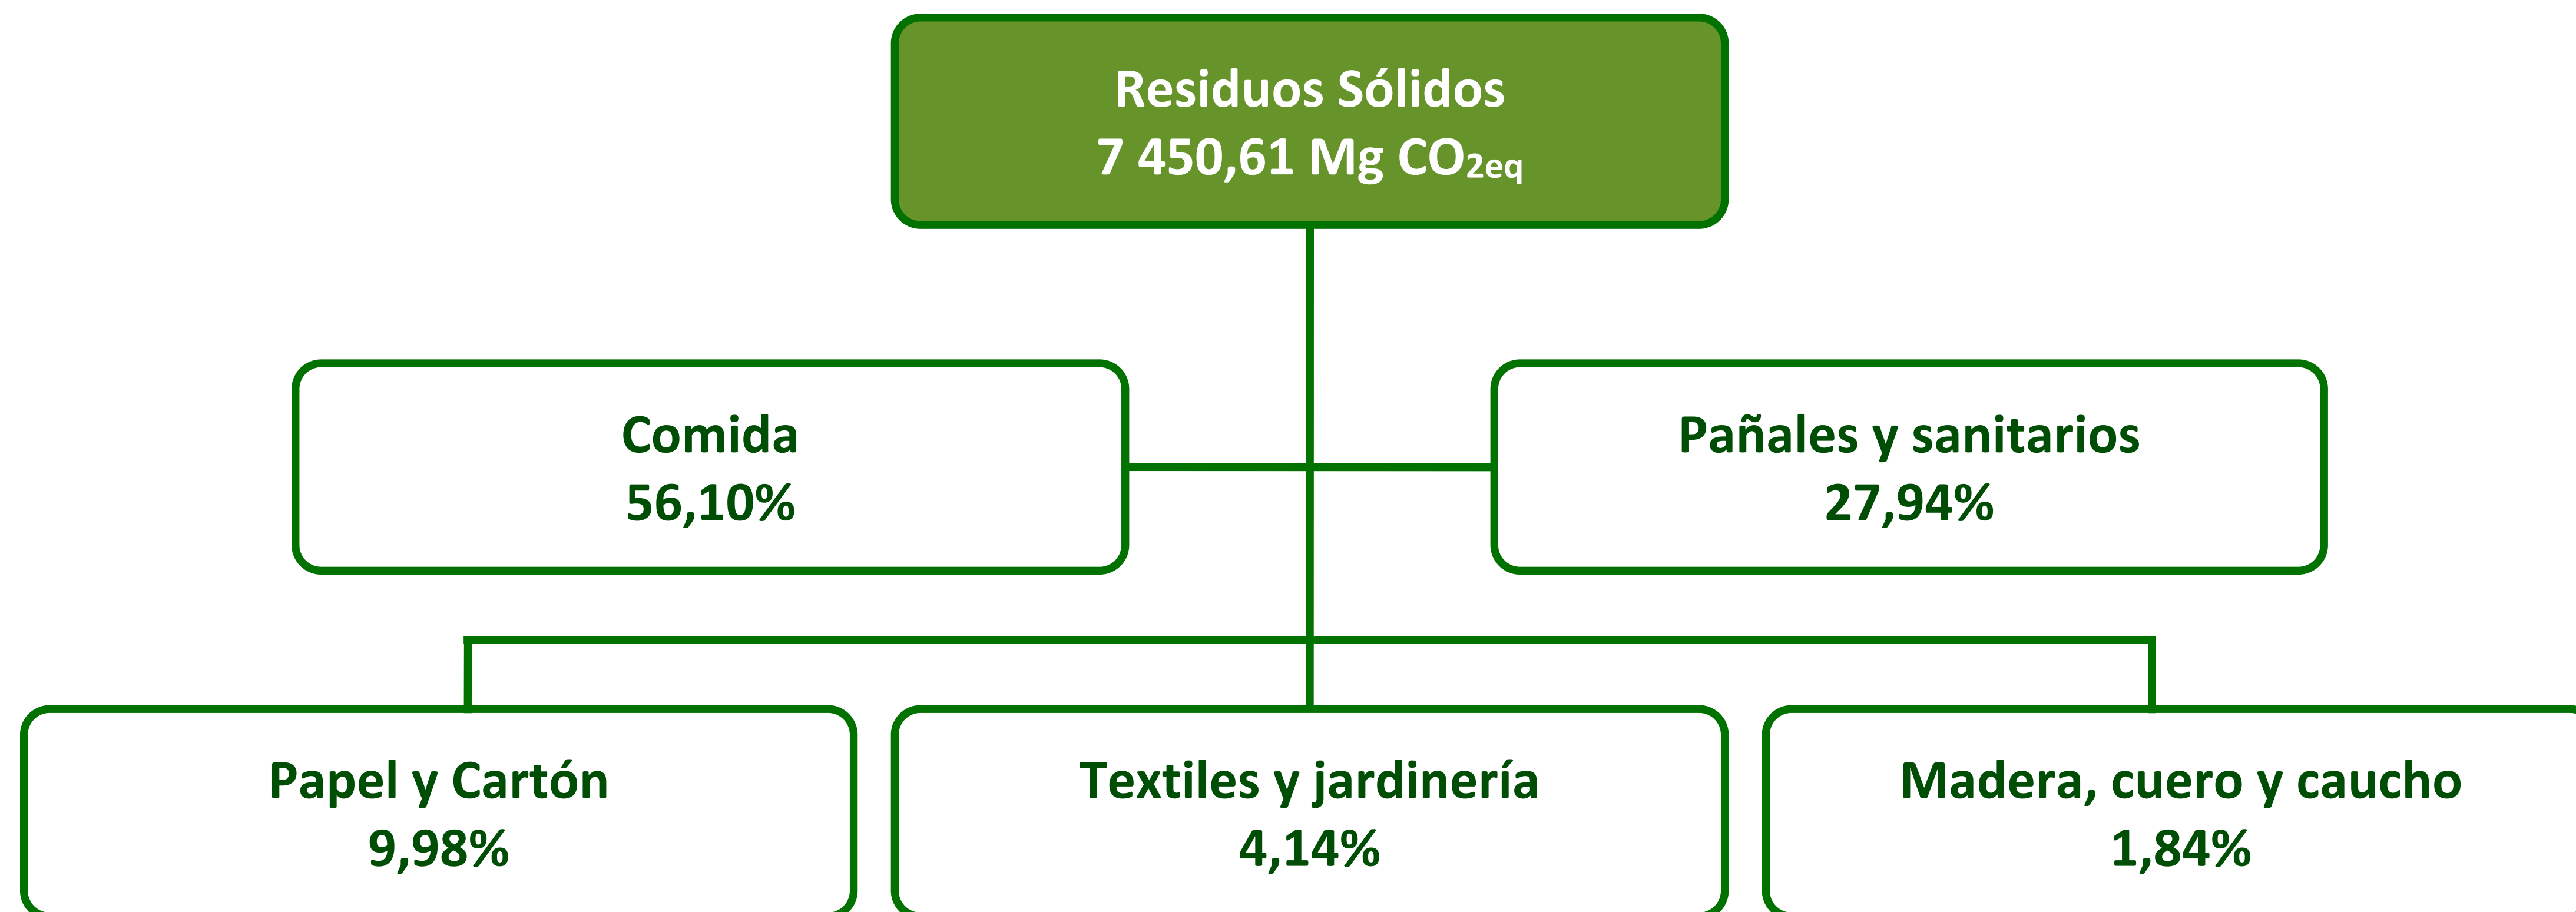 Residuos Sólidos
7 450,61 Mg CO2eq
Comida
56,10%
Pañales y sanitarios
27,94%
Papel y Cartón
9,98%
Textiles y jardinería
4,14%
Madera, cuero y caucho
1,84%